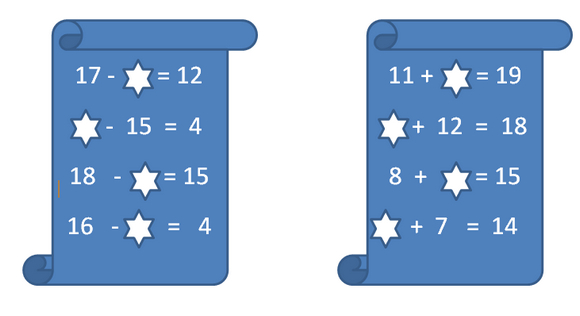 17 - ✡ = 12
✡ - 15 = 4
18 - ✡ = 15
16 - ✡ = 4
11 + ✡ = 19
✡ + 12 = 18
8 + ✡ = 15
✡ + 7 = 14